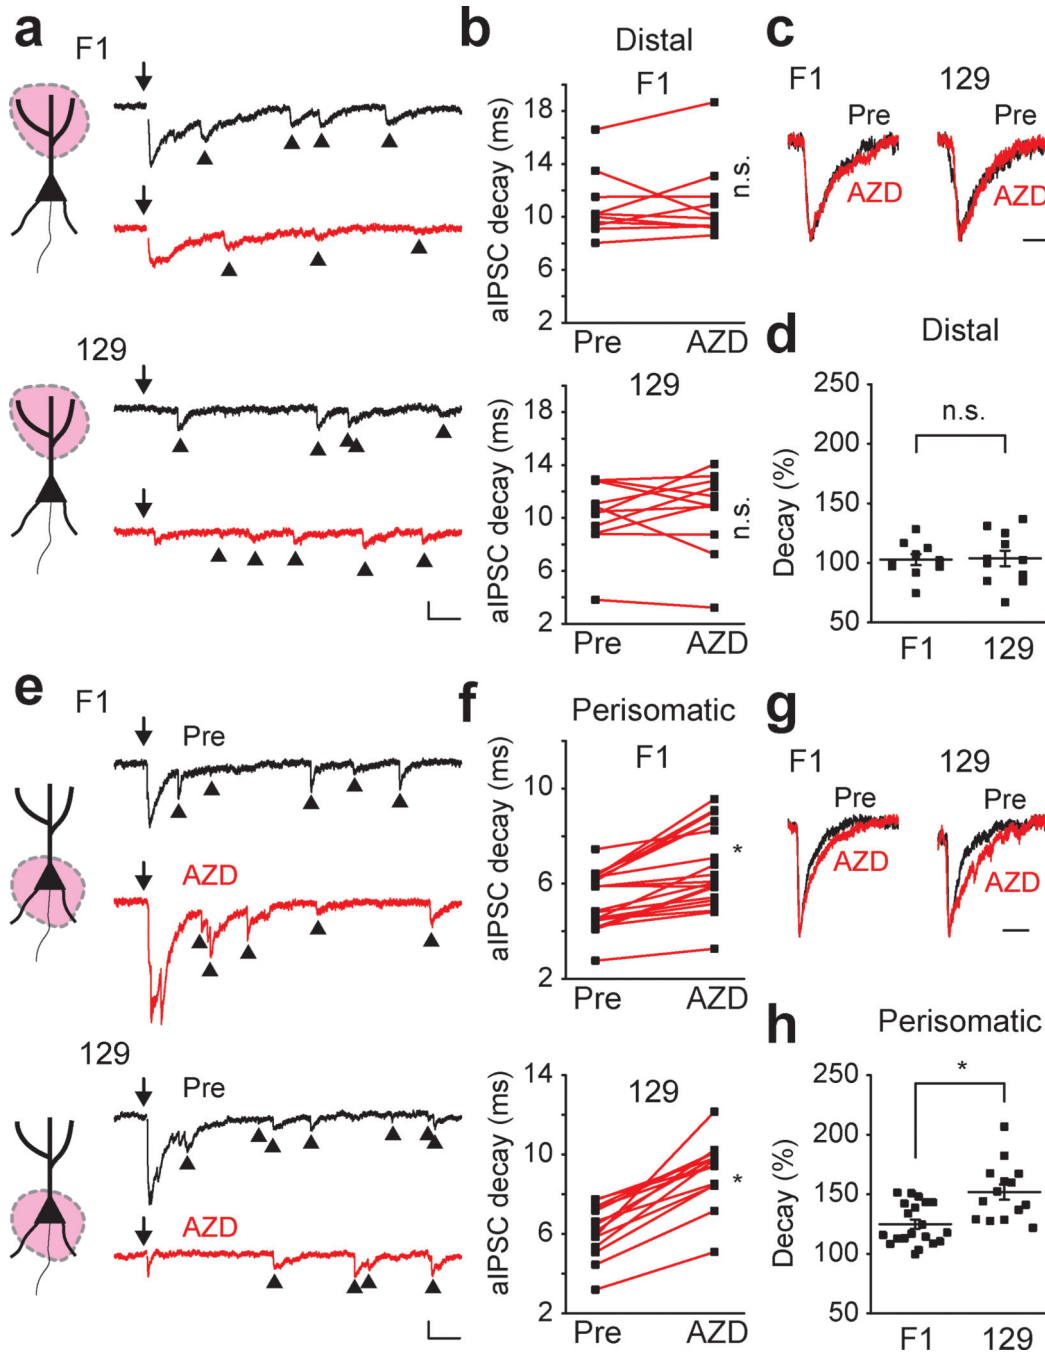 a
F1
129
b
Distal
F1
aIPSC decay (ms)
18
14
10
6
2
Pre
AZD
n.s.
129
aIPSC decay (ms)
18
14
10
6
2
Pre
AZD
n.s.
c
F1
129
Pre
AZD
Pre
AZD
d
Distal
Decay (%)
250
200
150
100
50
n.s.
F1
129
e
F1
Pre
AZD
129
Pre
AZD
f
Perisomatic
F1
aIPSC decay (ms)
10
6
2
Pre
AZD
*
129
aIPSC decay (ms)
14
10
6
2
Pre
AZD
*
g
F1
129
Pre
AZD
Pre
AZD
h
Perisomatic
Decay (%)
250
200
150
100
50
*
F1
129